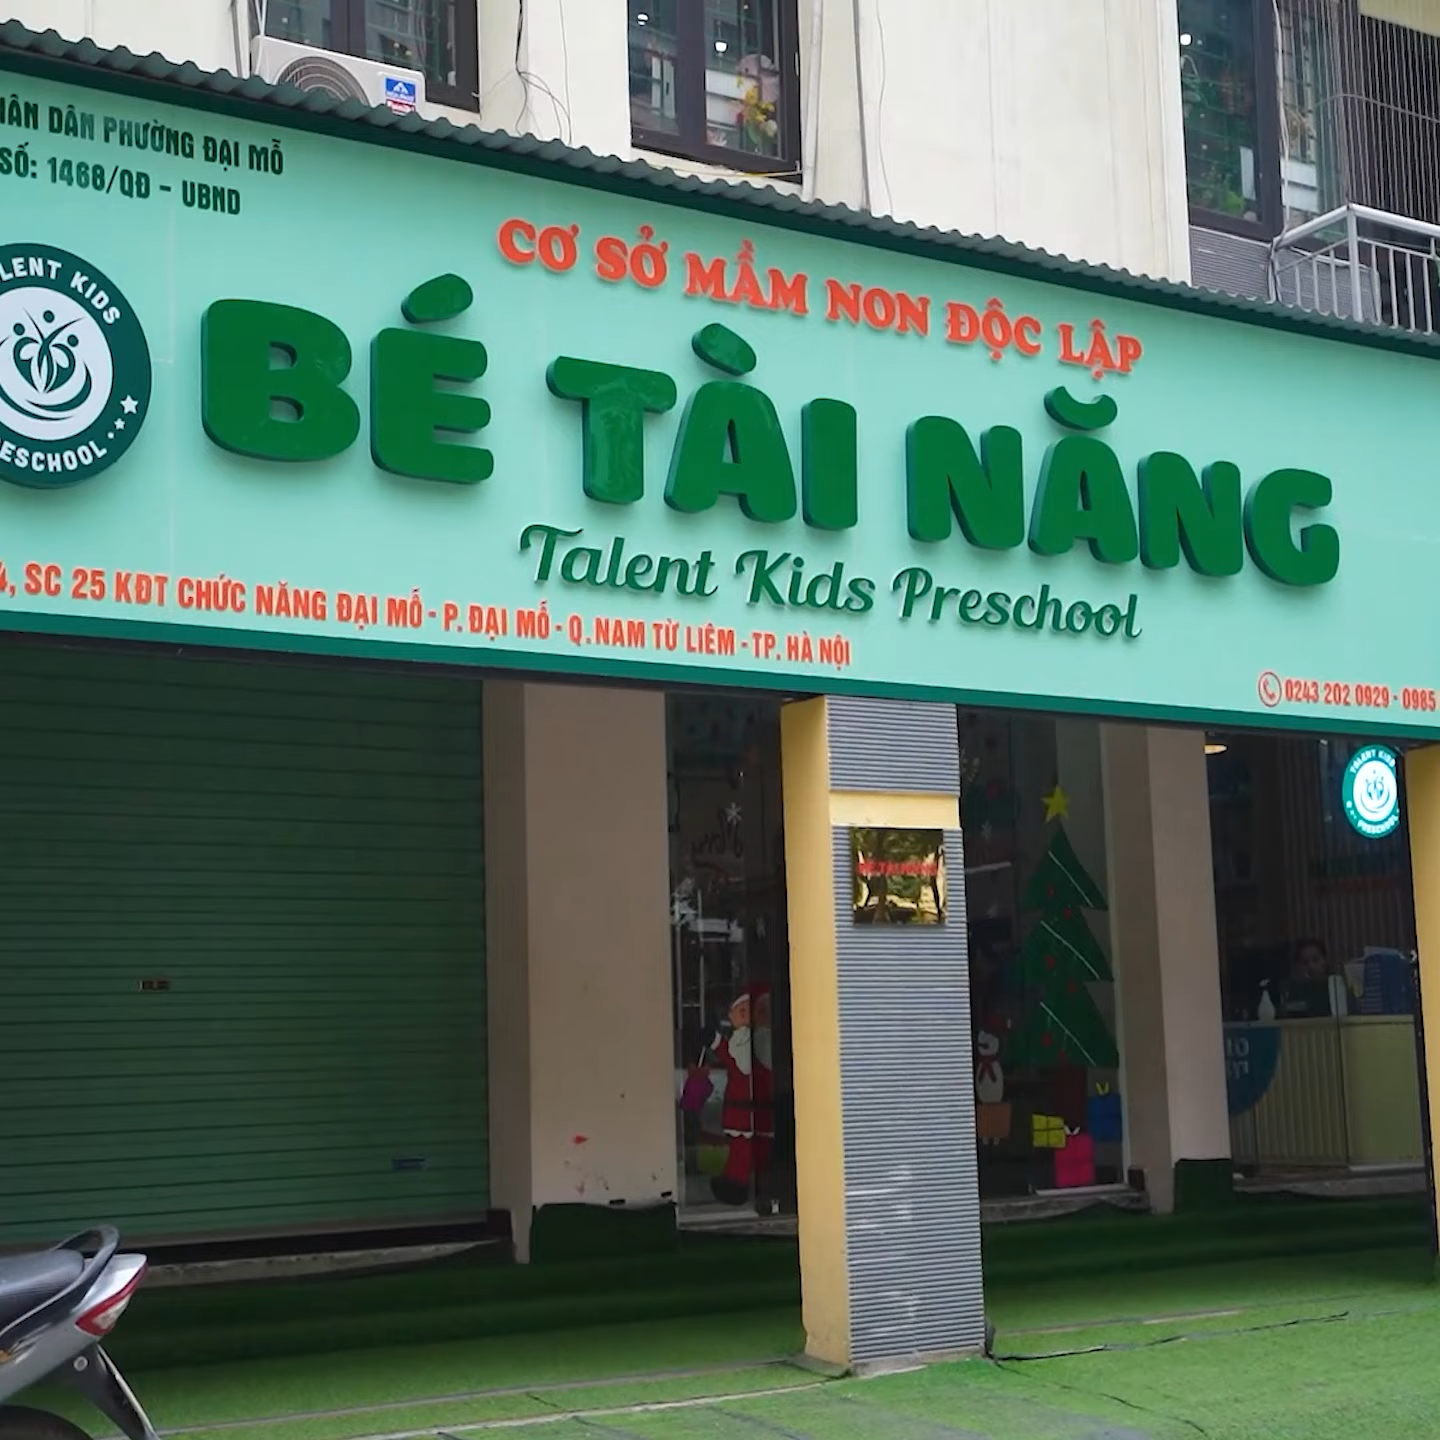 DÂN PHƯỜNG ĐẠI MỖ
SỐ: 1468/QĐ - UBND
CƠ SỞ MẦM NON ĐỘC LẬP
KIDS
BÉ TÀI NĂNG
Talent Kids Preschool
SC 25 KĐT CHỨC NĂNG ĐẠI MỖ - P. ĐẠI MỖ - Q. NAM TỪ LIÊM - TP. HÀ NỘI
0243 202 0929 - 0985
TALENT KIDS
PRESCHOOL